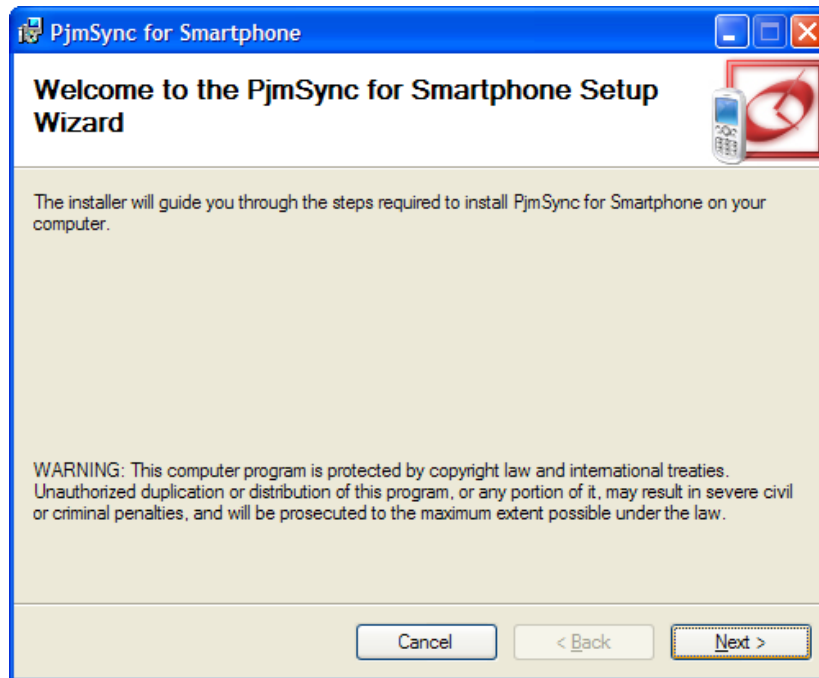 PjmSync for Smartphone
Welcome to the PjmSync for Smartphone Setup
Wizard
The installer will guide you through the steps required to install PjmSync for Smartphone on your
computer.
WARNING: This computer program is protected by copyright law and international treaties.
Unauthorized duplication or distribution of this program, or any portion of it, may result in severe civil
or criminal penalties, and will be prosecuted to the maximum extent possible under the law.
Cancel < Back Next >